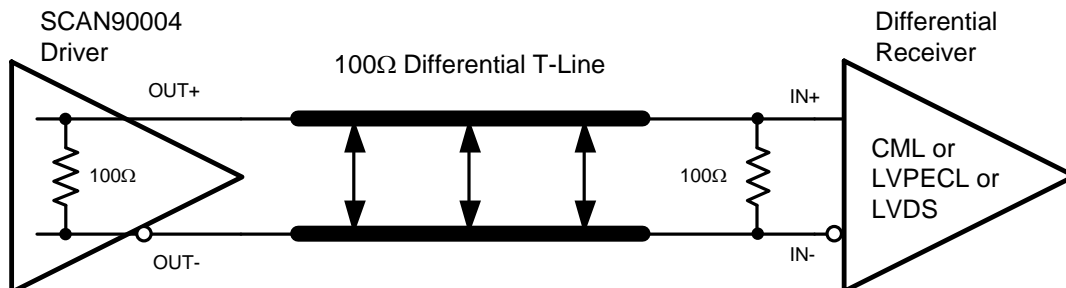 SCAN90004
Driver
OUT+
100Ω
OUT-
100Ω Differential T-Line
100Ω
IN+
IN-
Differential
Receiver
CML or
LVPECL or
LVDS